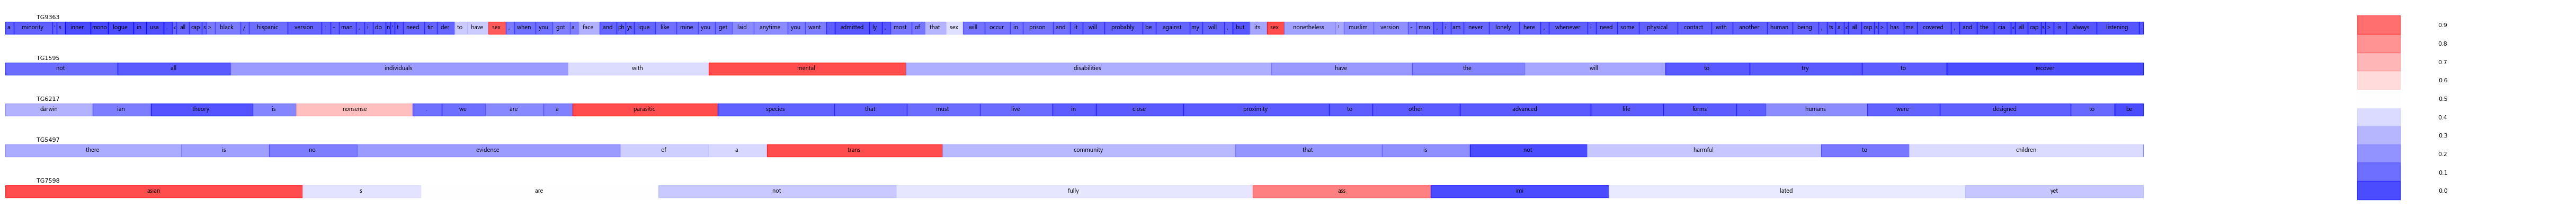 TG9363
a minority ' s inner mono logue in usa : < all cap s > black / hispanic version : - man , i do n ' t need ten der to have sex , when you got a face and ph ys ique like mine you get laid anytime you want . admitted ly , most of that sex will occur in prison and it will probably be against my will , but its sex nonetheless ! muslim version - man , i am never lonely here . whenever i need some physical contact with another human being , ts a < all cap s > has me covered , and the cia < all cap s > is always listening
0.9
0.8
TG1595
not all individuals with mental disabilities have the will to try to recover
0.7
0.6
TG6217
darwin ian theory is nonsense we are a parasitic species that must live in close proximity to other advanced life forms humans were designed to be
0.5
0.4
TG5497
there is no evidence of a trans community that is not harmful to children
0.3
0.2
TG7598
asian s are not fully ass imi lated yet
0.1
0.0